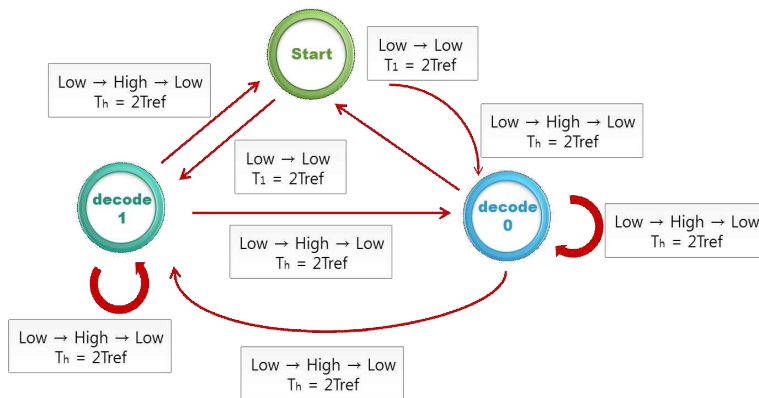 Start
Low → Low
T₁ = 2Tref
Low → High → Low
Tₕ = 2Tref
Low → High → Low
Tₕ = 2Tref
Low → Low
T₁ = 2Tref
decode
1
decode
0
Low → High → Low
Tₕ = 2Tref
Low → High → Low
Tₕ = 2Tref
Low → High → Low
Tₕ = 2Tref
Low → High → Low
Tₕ = 2Tref